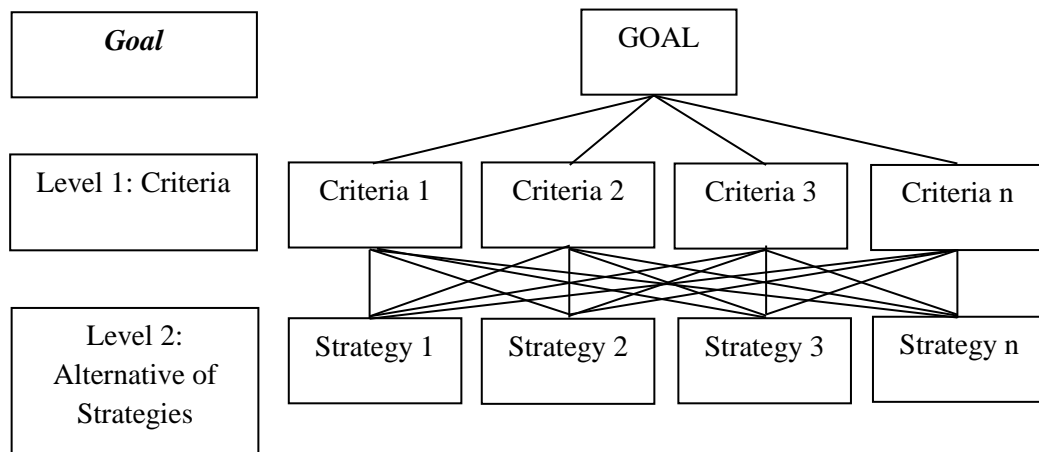 Goal
GOAL
Level 1: Criteria
Criteria 1
Criteria 2
Criteria 3
Criteria n
Level 2:
Alternative of
Strategies
Strategy 1
Strategy 2
Strategy 3
Strategy n